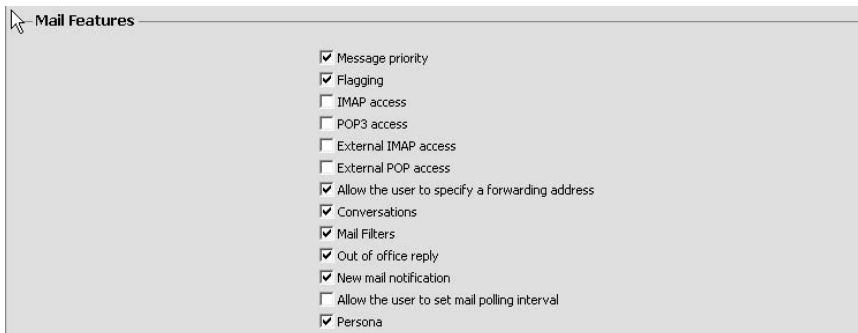 Mail Features
Message priority
Flagging
IMAP access
POP3 access
External IMAP access
External POP access
Allow the user to specify a forwarding address
Conversations
Mail Filters
Out of office reply
New mail notification
Allow the user to set mail polling interval
Persona